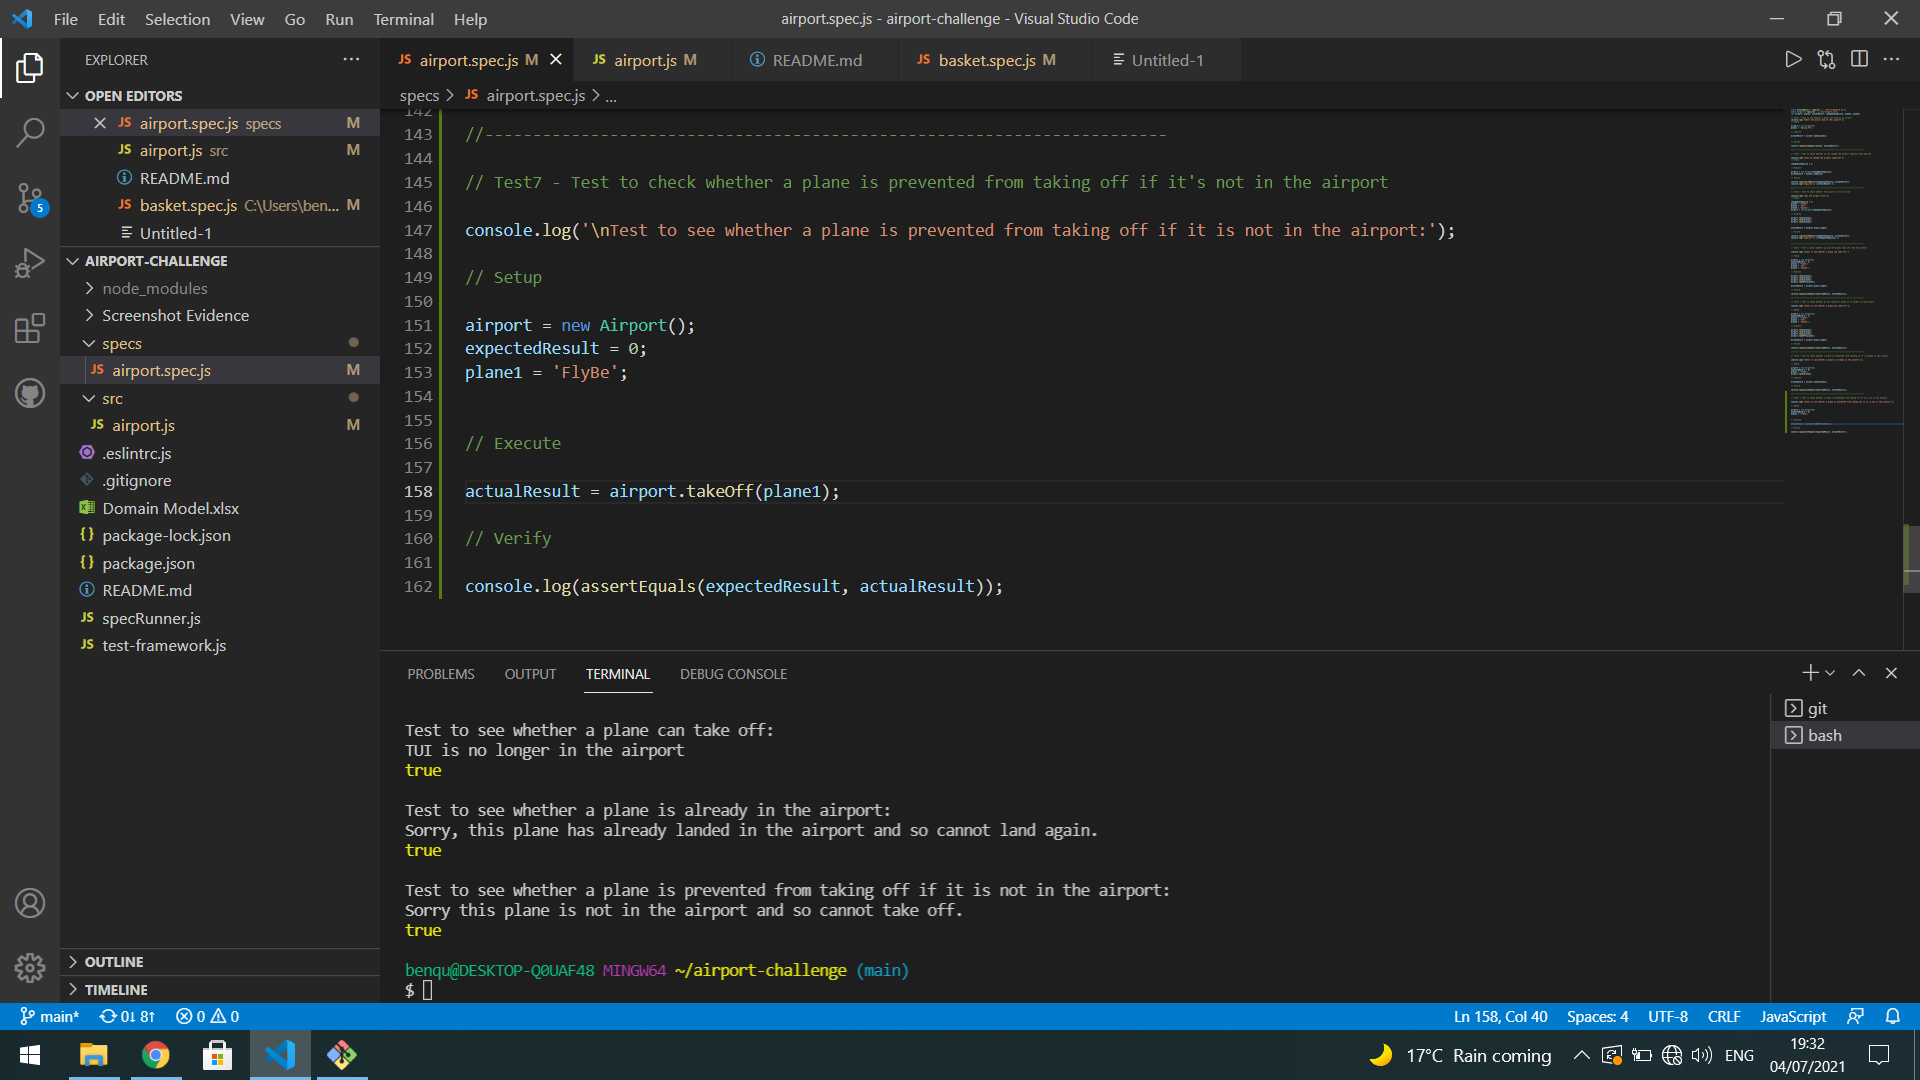 File Edit Selection View Go Run Terminal Help
airport.spec.js - airport-challenge - Visual Studio Code
EXPLORER
OPEN EDITORS
JS airport.spec.js specs M
JS airport.js src M
README.md
JS basket.spec.js C:\Users\ben... M
Untitled-1
AIRPORT-CHALLENGE
node_modules
Screenshot Evidence
specs
JS airport.spec.js M
src
JS airport.js M
.eslintrc.js
.gitignore
Domain Model.xlsx
{} package-lock.json
{} package.json
README.md
JS specRunner.js
JS test-framework.js
OUTLINE
TIMELINE
5
JS airport.spec.js M
JS airport.js M
README.md
JS basket.spec.js M
Untitled-1
specs > JS airport.spec.js > ...
142
143 //-----------------------------------------------------------------------
144
145 // Test7 - Test to check whether a plane is prevented from taking off if it's not in the airport
146
147 console.log('\nTest to see whether a plane is prevented from taking off if it is not in the airport:');
148
149 // Setup
150
151 airport = new Airport();
152 expectedResult = 0;
153 plane1 = 'FlyBe';
154
155
156 // Execute
157
158 actualResult = airport.takeOff(plane1);
159
160 // Verify
161
162 console.log(assertEquals(expectedResult, actualResult));
PROBLEMS OUTPUT TERMINAL DEBUG CONSOLE
Test to see whether a plane can take off:
TUI is no longer in the airport
true
Test to see whether a plane is already in the airport:
Sorry, this plane has already landed in the airport and so cannot land again.
true
Test to see whether a plane is prevented from taking off if it is not in the airport:
Sorry this plane is not in the airport and so cannot take off.
true
benqu@DESKTOP-Q0UAF48 MINGW64 ~/airport-challenge (main)
$
git
bash
main* 0↓ 8↑ 0 0
Ln 158, Col 40 Spaces: 4 UTF-8 CRLF JavaScript
17°C Rain coming
ENG
19:32
04/07/2021